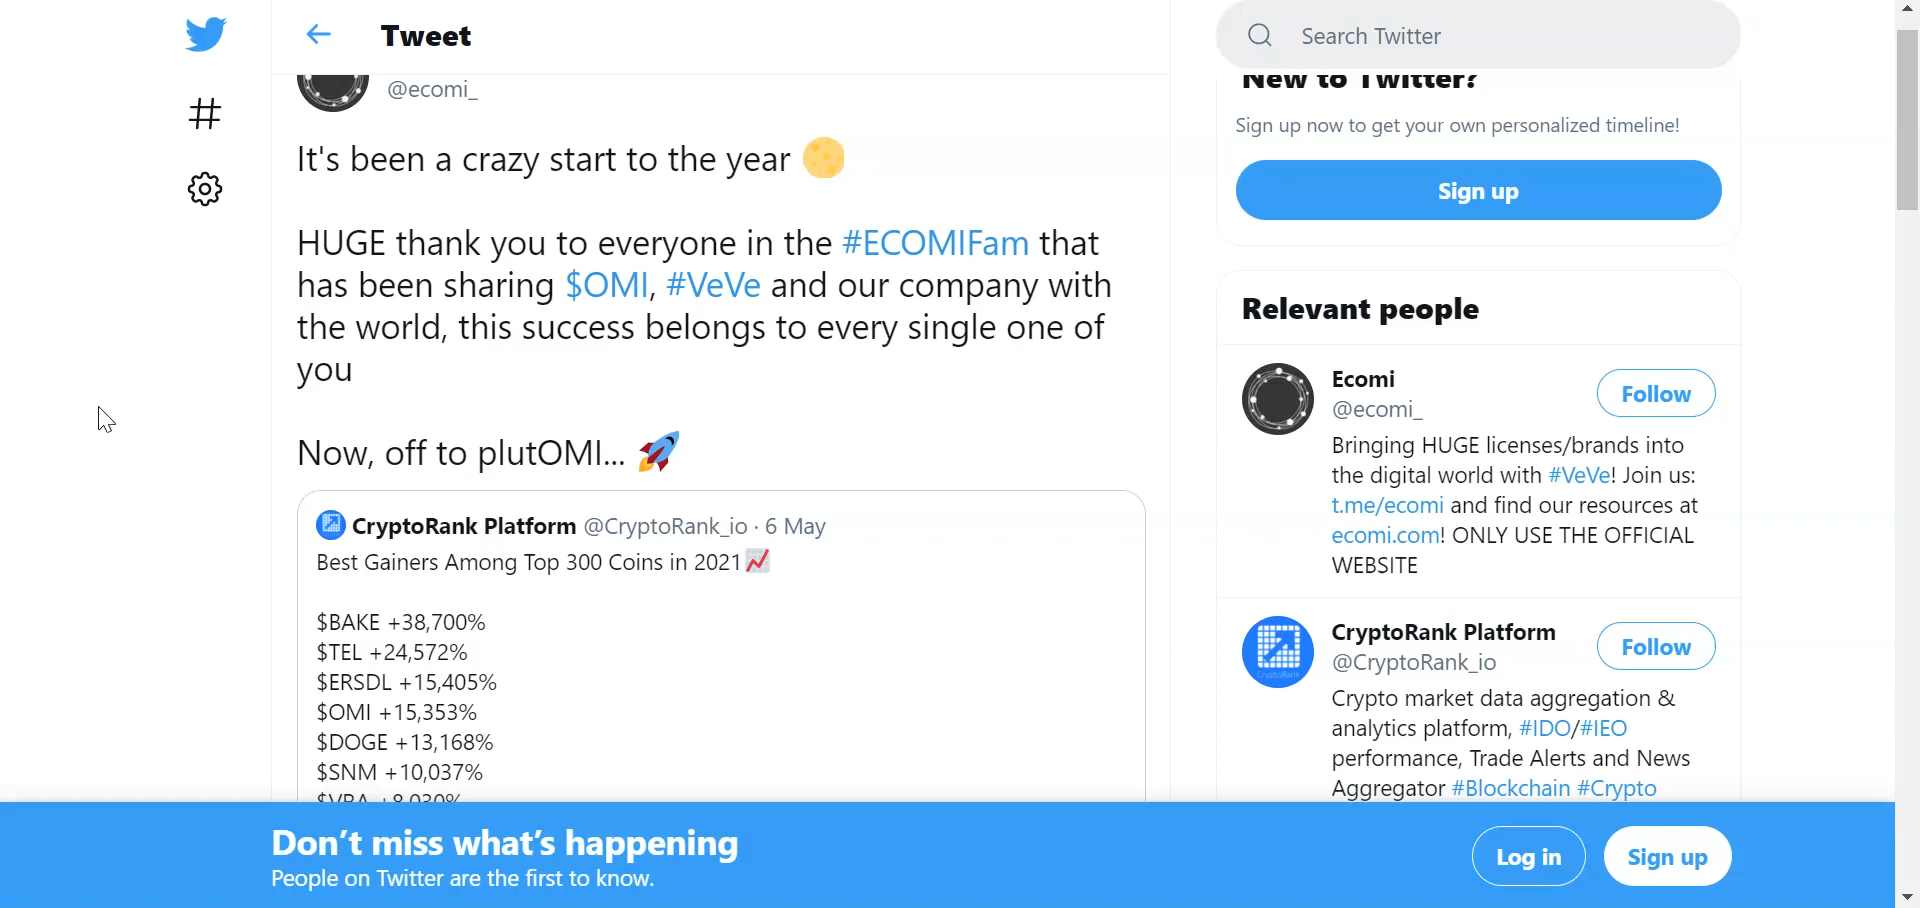 Tweet
@ecomi_
It's been a crazy start to the year
HUGE thank you to everyone in the #ECOMIFam that
has been sharing $OMI, #VeVe and our company with
the world, this success belongs to every single one of
you
Now, off to plutOMI... 🚀
CryptoRank Platform @CryptoRank_io · 6 May
Best Gainers Among Top 300 Coins in 2021📈
$BAKE +38,700%
$TEL +24,572%
$ERSDL +15,405%
$OMI +15,353%
$DOGE +13,168%
$SNM +10,037%
$VRA +8,030%
Search Twitter
New to Twitter?
Sign up now to get your own personalized timeline!
Sign up
Relevant people
Ecomi
@ecomi_
Follow
Bringing HUGE licenses/brands into
the digital world with #VeVe! Join us:
t.me/ecomi and find our resources at
ecomi.com! ONLY USE THE OFFICIAL
WEBSITE
CryptoRank Platform
@CryptoRank_io
Follow
Crypto market data aggregation &
analytics platform, #IDO/#IEO
performance, Trade Alerts and News
Aggregator #Blockchain #Crypto
Don't miss what's happening
People on Twitter are the first to know.
Log in
Sign up